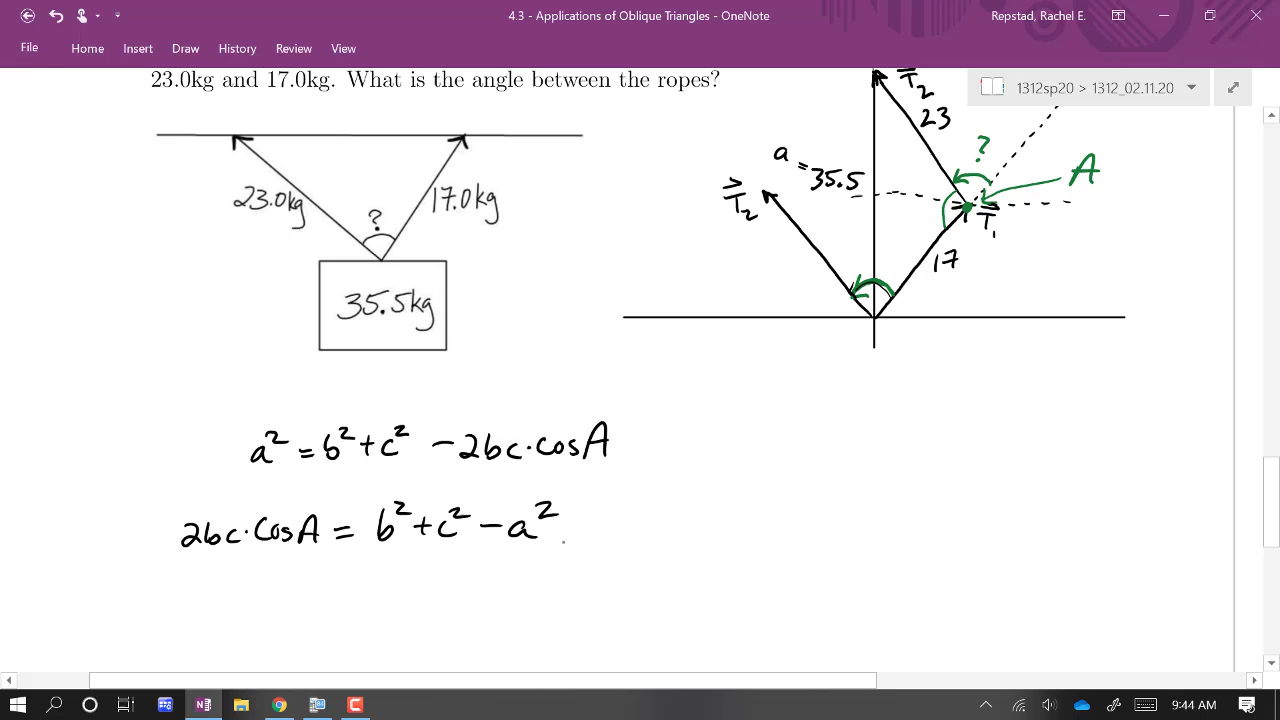 4.3 - Applications of Oblique Triangles - OneNote
Repstad, Rachel E.
File Home Insert Draw History Review View
1312sp20 > 1312_02.11.20
23.0kg and 17.0kg. What is the angle between the ropes?
T₂
23
?
A
a = 35.5
T₂
T₁
17
23.0kg
17.0kg
?
35.5kg
a² = b² + c² - 2bc·cosA
2bc·cosA = b² + c² - a²
9:44 AM